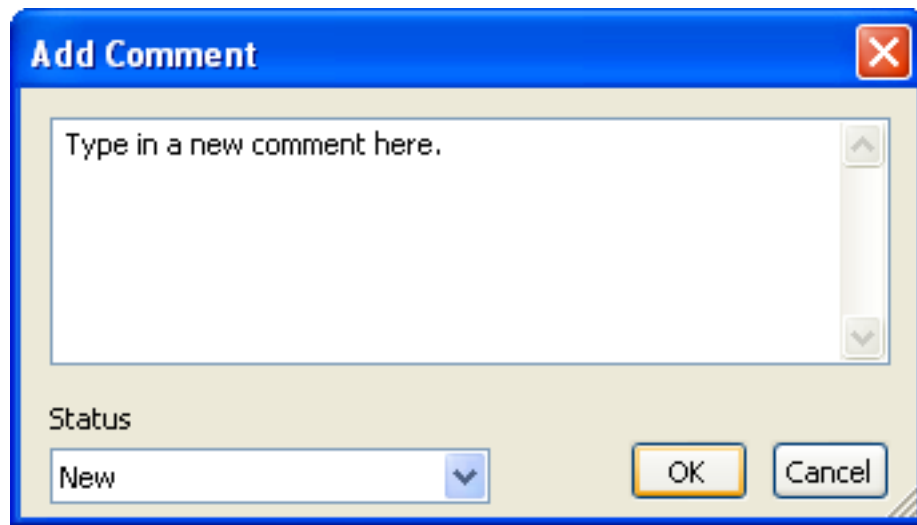 Add Comment
Type in a new comment here.
Status
New
OK
Cancel